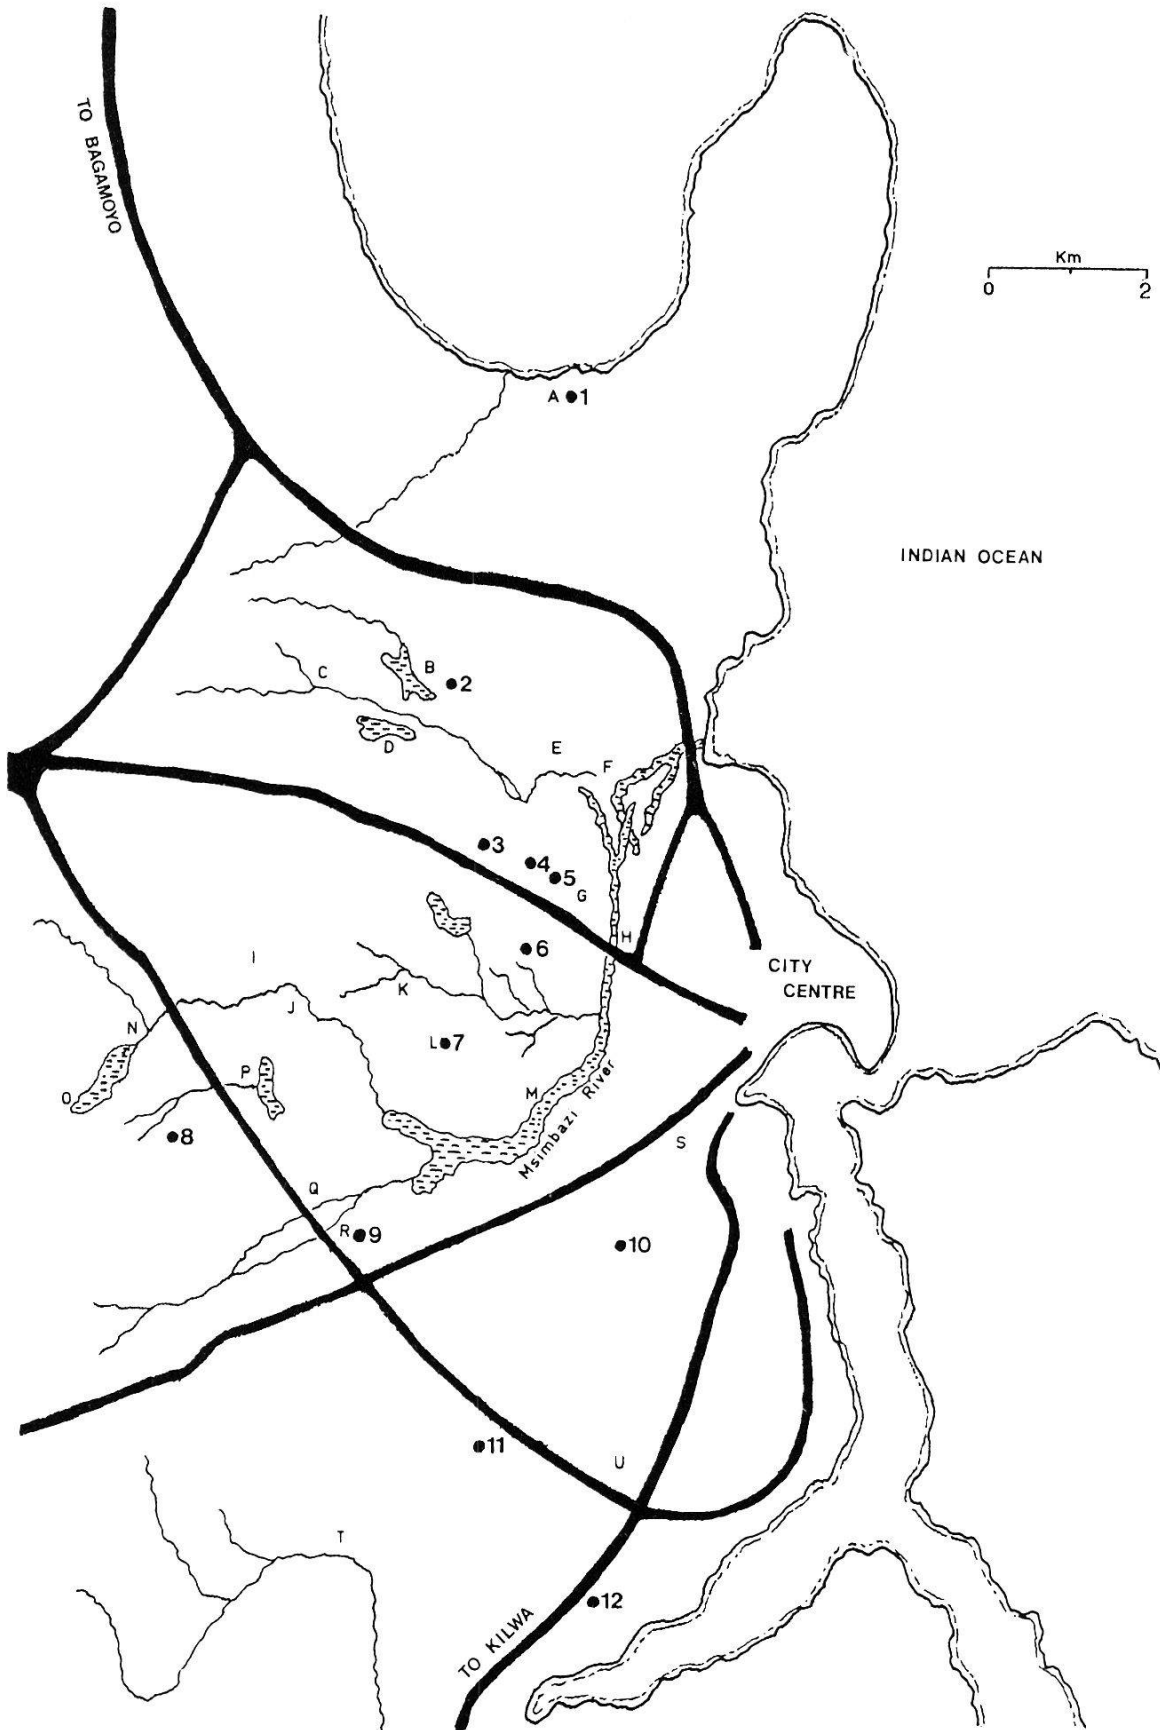 TO BAGAMOYO
Km
0 2
A 1
INDIAN OCEAN
B 2
C
D
E
F
3
4
5
G
H
6
CITY
CENTRE
I
J
K
L 7
M
Msimbazi River
N
O
P
8
Q
R 9
S
10
11
U
T
12
TO KILWA